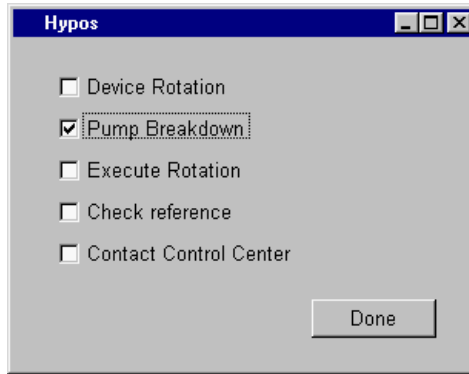 Hypos
Device Rotation
Pump Breakdown
Execute Rotation
Check reference
Contact Control Center
Done